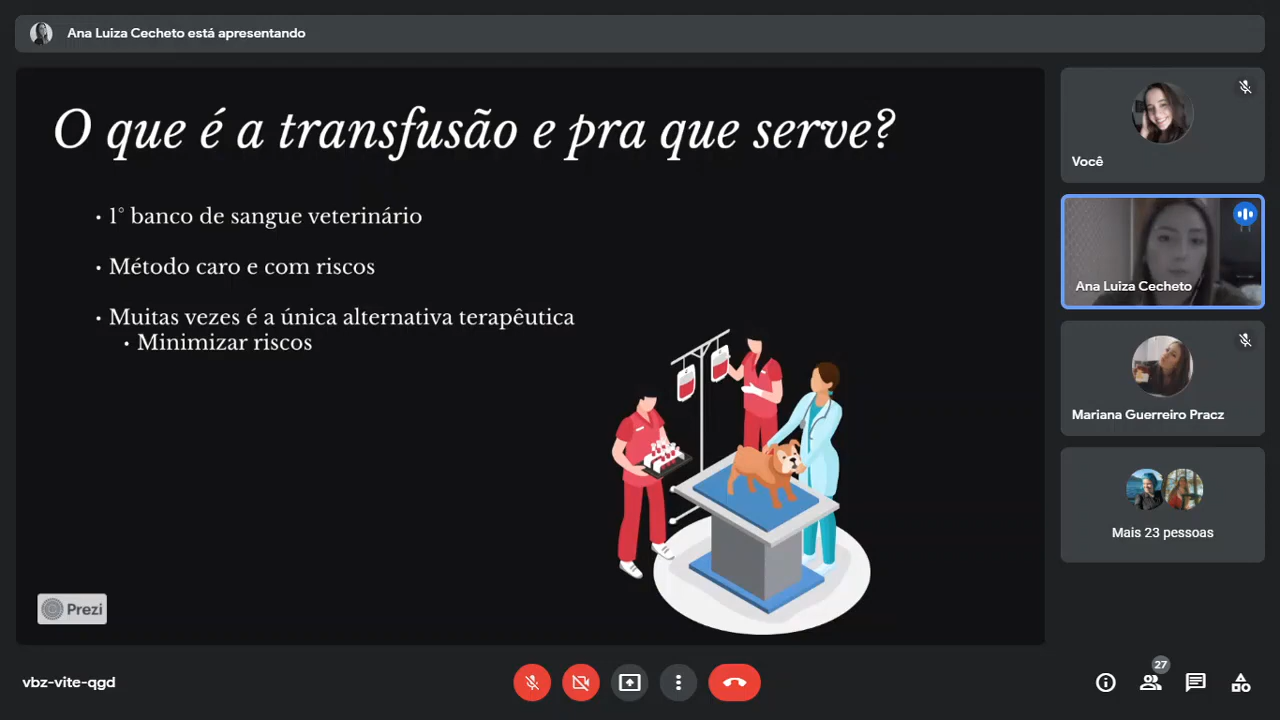 Ana Luiza Cecheto está apresentando
O que é a transfusão e pra que serve?
• 1° banco de sangue veterinário
• Método caro e com riscos
• Muitas vezes é a única alternativa terapêutica
• Minimizar riscos
Prezi
Você
Ana Luiza Cecheto
Mariana Guerreiro Pracz
Mais 23 pessoas
vbz-vite-qgd
27